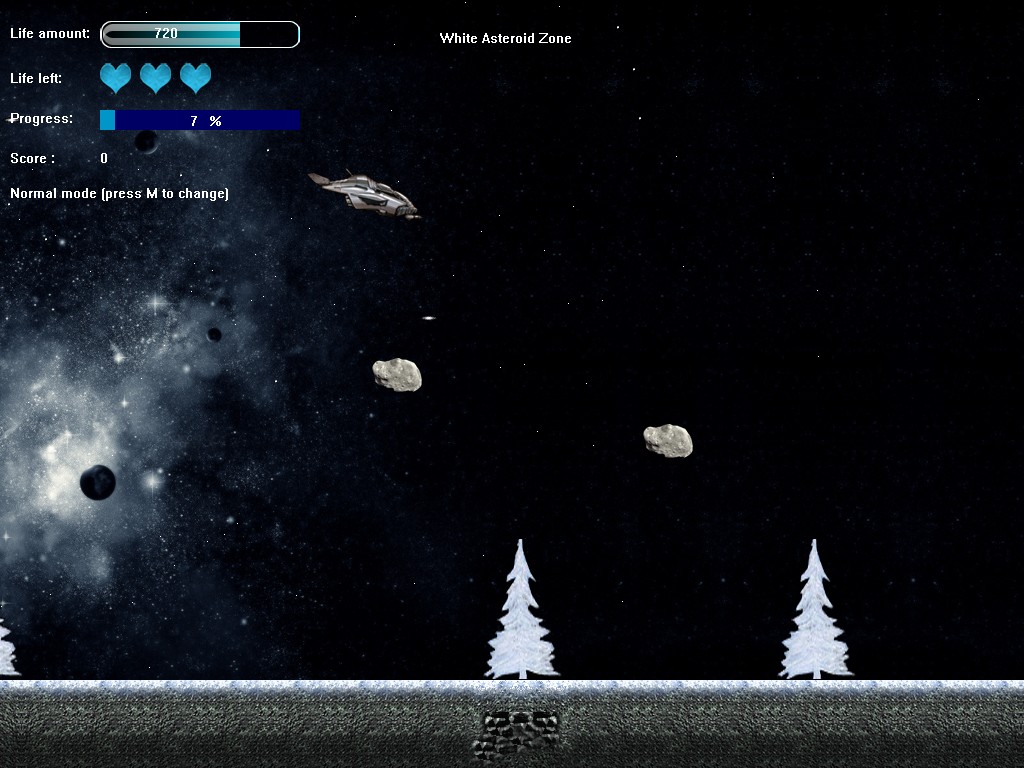 Life amount: 720
White Asteroid Zone
Life left:
Progress: 7 %
Score : 0
Normal mode (press M to change)